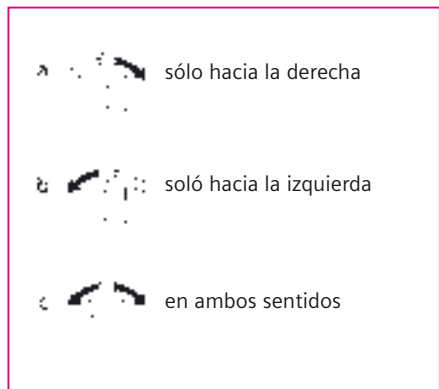 sólo hacia la derecha
soló hacia la izquierda
en ambos sentidos